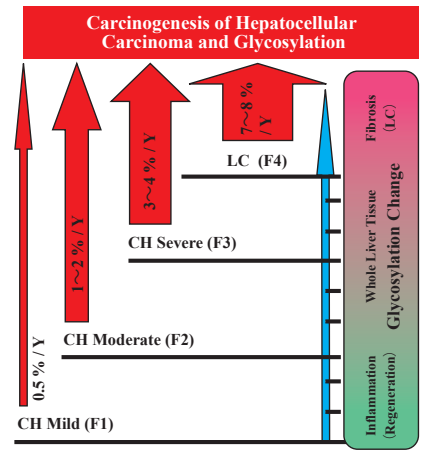 Carcinogenesis of Hepatocellular
Carcinoma and Glycosylation
0.5 % / Y
1～2 % / Y
3～4 % / Y
7～8 %
/ Y
LC (F4)
CH Severe (F3)
CH Moderate (F2)
CH Mild (F1)
Fibrosis
(LC)
Whole Liver Tissue
Glycosylation Change
Inflammation
(Regeneration)